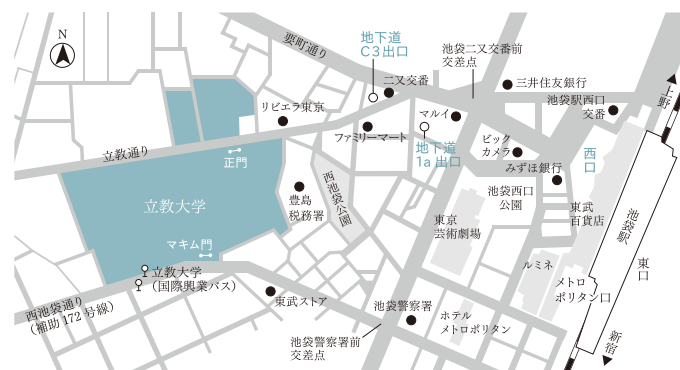 N
要町通り
地下道
C3出口
池袋二又交番前
交差点
上野
二又交番
三井住友銀行
池袋駅西口
交番
リビエラ東京
マルイ
ファミリーマート
地下道
1a 出口
ビック
カメラ
みずほ銀行
西口
立教通り
正門
西池袋公園
豊島
税務署
池袋西口
公園
東武
百貨店
池袋駅
東口
立教大学
東京
芸術劇場
マキム門
ルミネ
メトロ
ポリタン口
立教大学
(国際興業バス)
西池袋通り
(補助172号線)
東武ストア
池袋警察署
ホテル
メトロポリタン
池袋警察署前
交差点
新宿